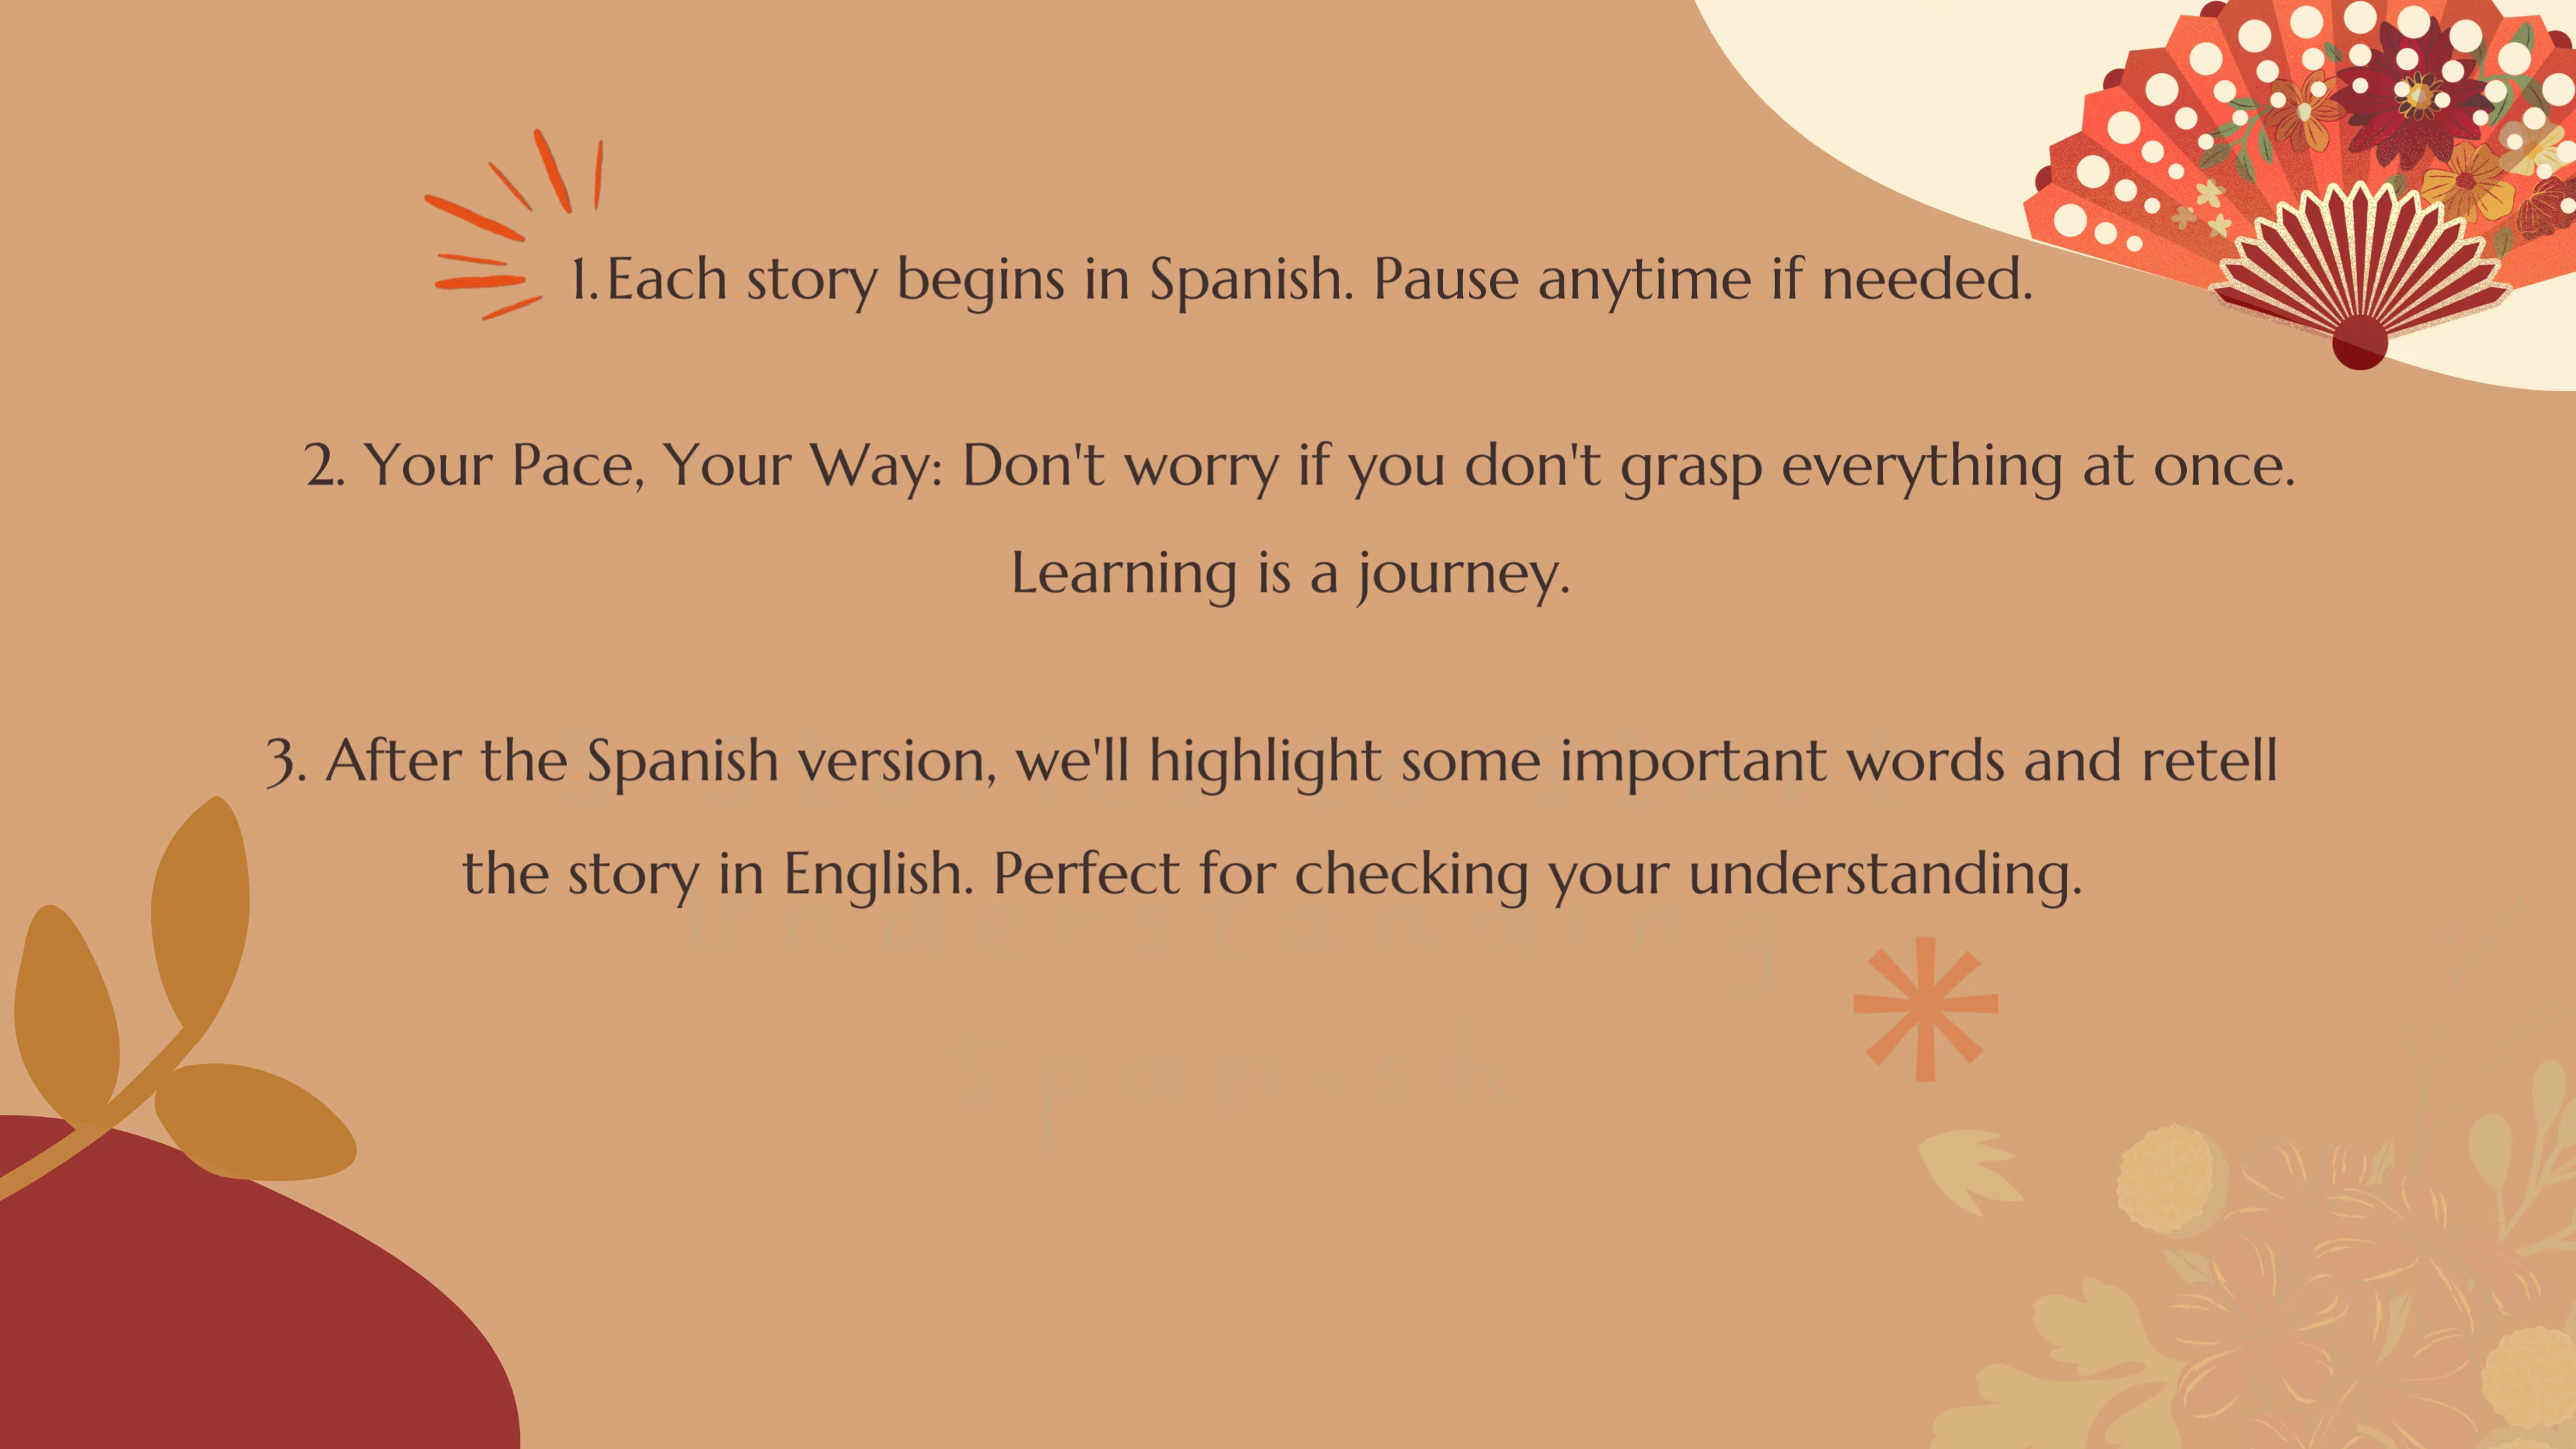 1.Each story begins in Spanish. Pause anytime if needed.
2. Your Pace, Your Way: Don't worry if you don't grasp everything at once.
Learning is a journey.
3. After the Spanish version, we'll highlight some important words and retell
the story in English. Perfect for checking your understanding.
understanding
Spanish